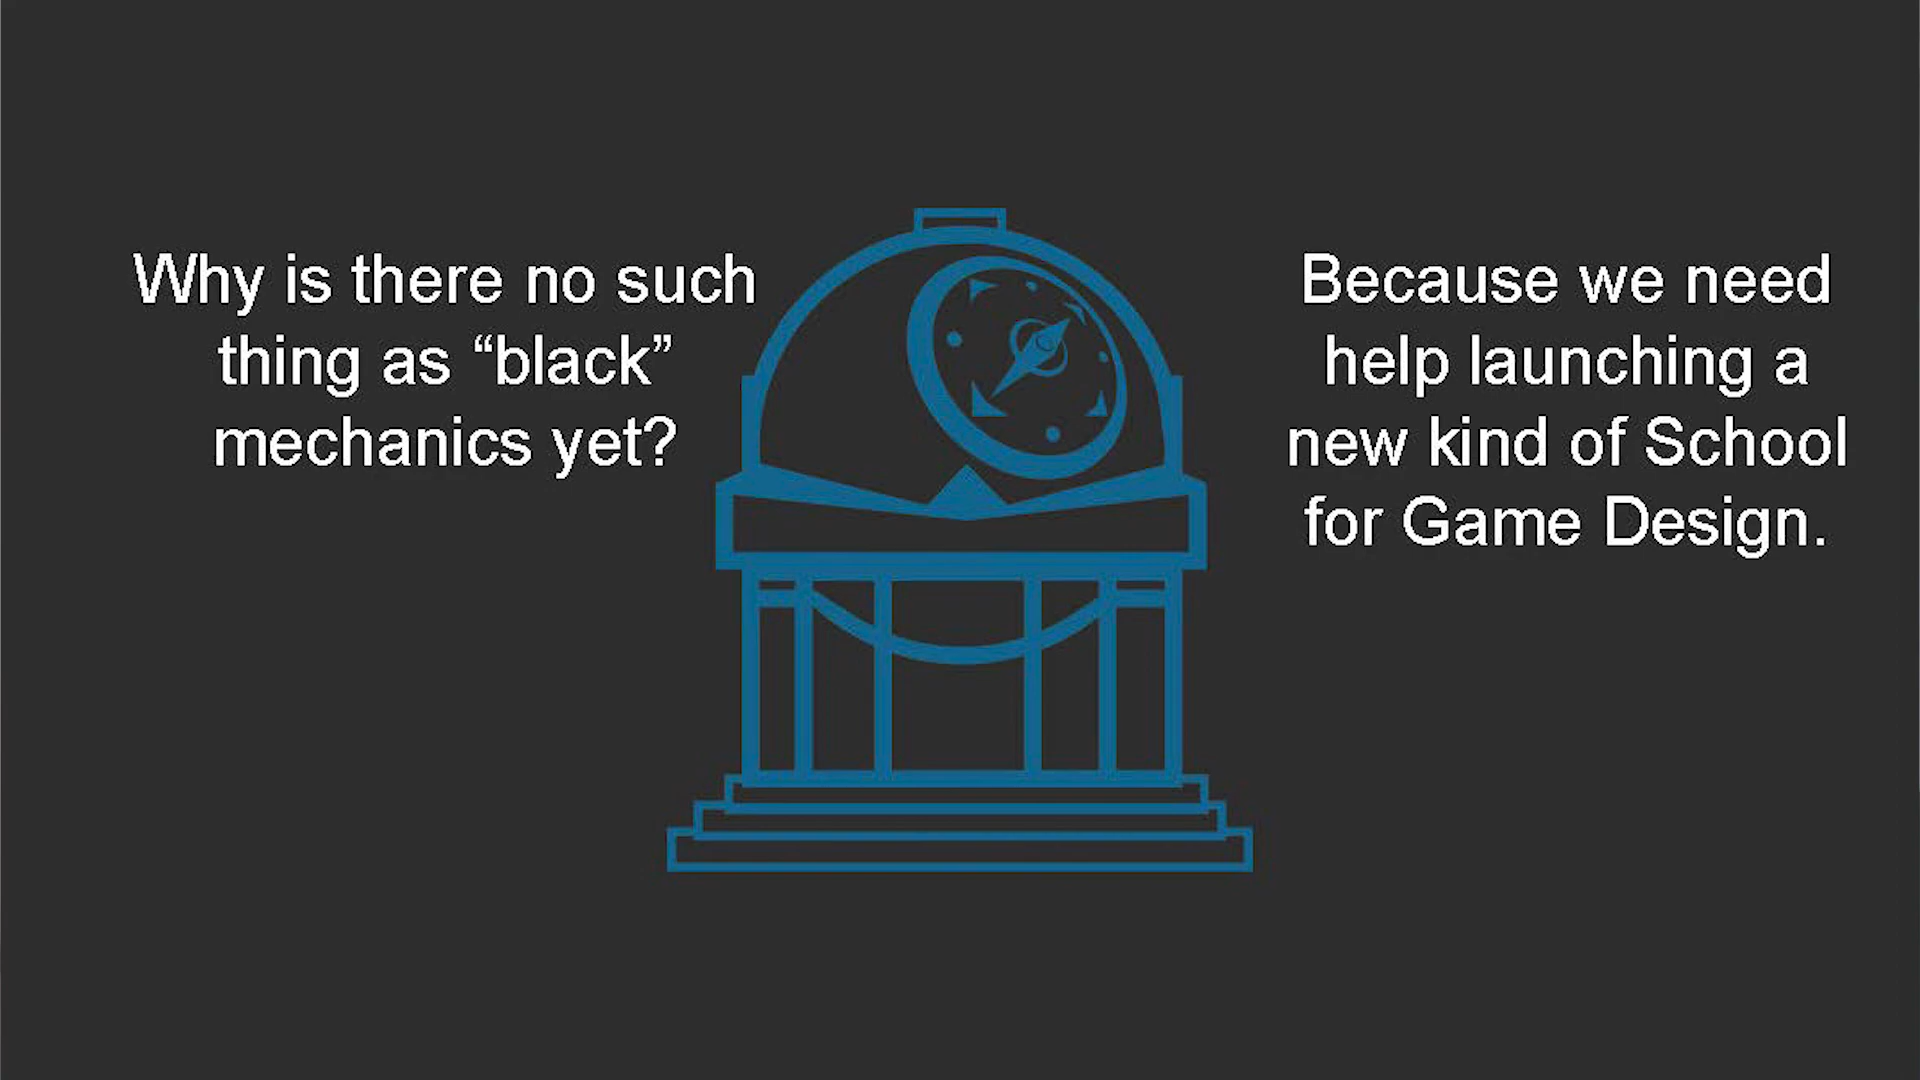 Why is there no such
thing as “black”
mechanics yet?
Because we need
help launching a
new kind of School
for Game Design.